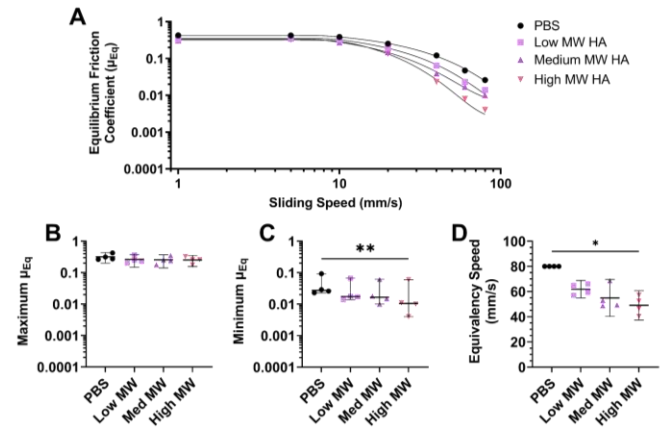 A
Equilibrium Friction
Coefficient (μEq)
1
0.1
0.01
0.001
0.0001
1
10
100
Sliding Speed (mm/s)
PBS
Low MW HA
Medium MW HA
High MW HA
B
Maximum μEq
1
0.1
0.01
0.001
0.0001
PBS
Low MW
Med MW
High MW
C
Minimum μEq
1
0.1
0.01
0.001
0.0001
**
PBS
Low MW
Med MW
High MW
D
Equivalency Speed
(mm/s)
100
80
60
40
20
0
*
PBS
Low MW
Med MW
High MW